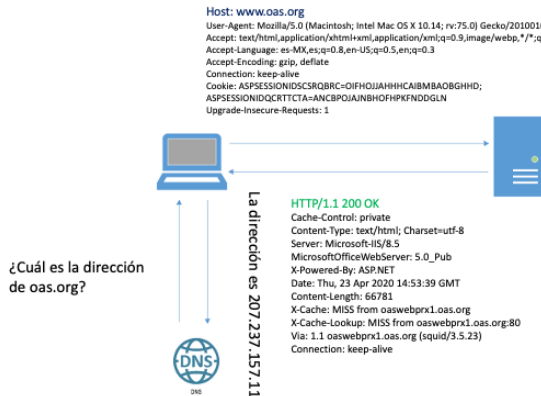 Host: www.oas.org
User-Agent: Mozilla/5.0 (Macintosh; Intel Mac OS X 10.14; rv:75.0) Gecko/2010010
Accept: text/html,application/xhtml+xml,application/xml;q=0.9,image/webp,*/*;q
Accept-Language: es-MX,es;q=0.8,en-US;q=0.5,en;q=0.3
Accept-Encoding: gzip, deflate
Connection: keep-alive
Cookie: ASPSESSIONIDSCSRQBRC=OIFHOJJAHHHCAIBMBAOBGHHD;
ASPSESSIONIDQCRTTCTA=ANCBPOJAJNBHOFHPKFNDDGLN
Upgrade-Insecure-Requests: 1
HTTP/1.1 200 OK
Cache-Control: private
Content-Type: text/html; Charset=utf-8
Server: Microsoft-IIS/8.5
MicrosoftOfficeWebServer: 5.0_Pub
X-Powered-By: ASP.NET
Date: Thu, 23 Apr 2020 14:53:39 GMT
Content-Length: 66781
X-Cache: MISS from oaswebprx1.oas.org
X-Cache-Lookup: MISS from oaswebprx1.oas.org:80
Via: 1.1 oaswebprx1.oas.org (squid/3.5.23)
Connection: keep-alive
La dirección es 207.237.157.11
¿Cuál es la dirección
de oas.org?
DNS
DNS